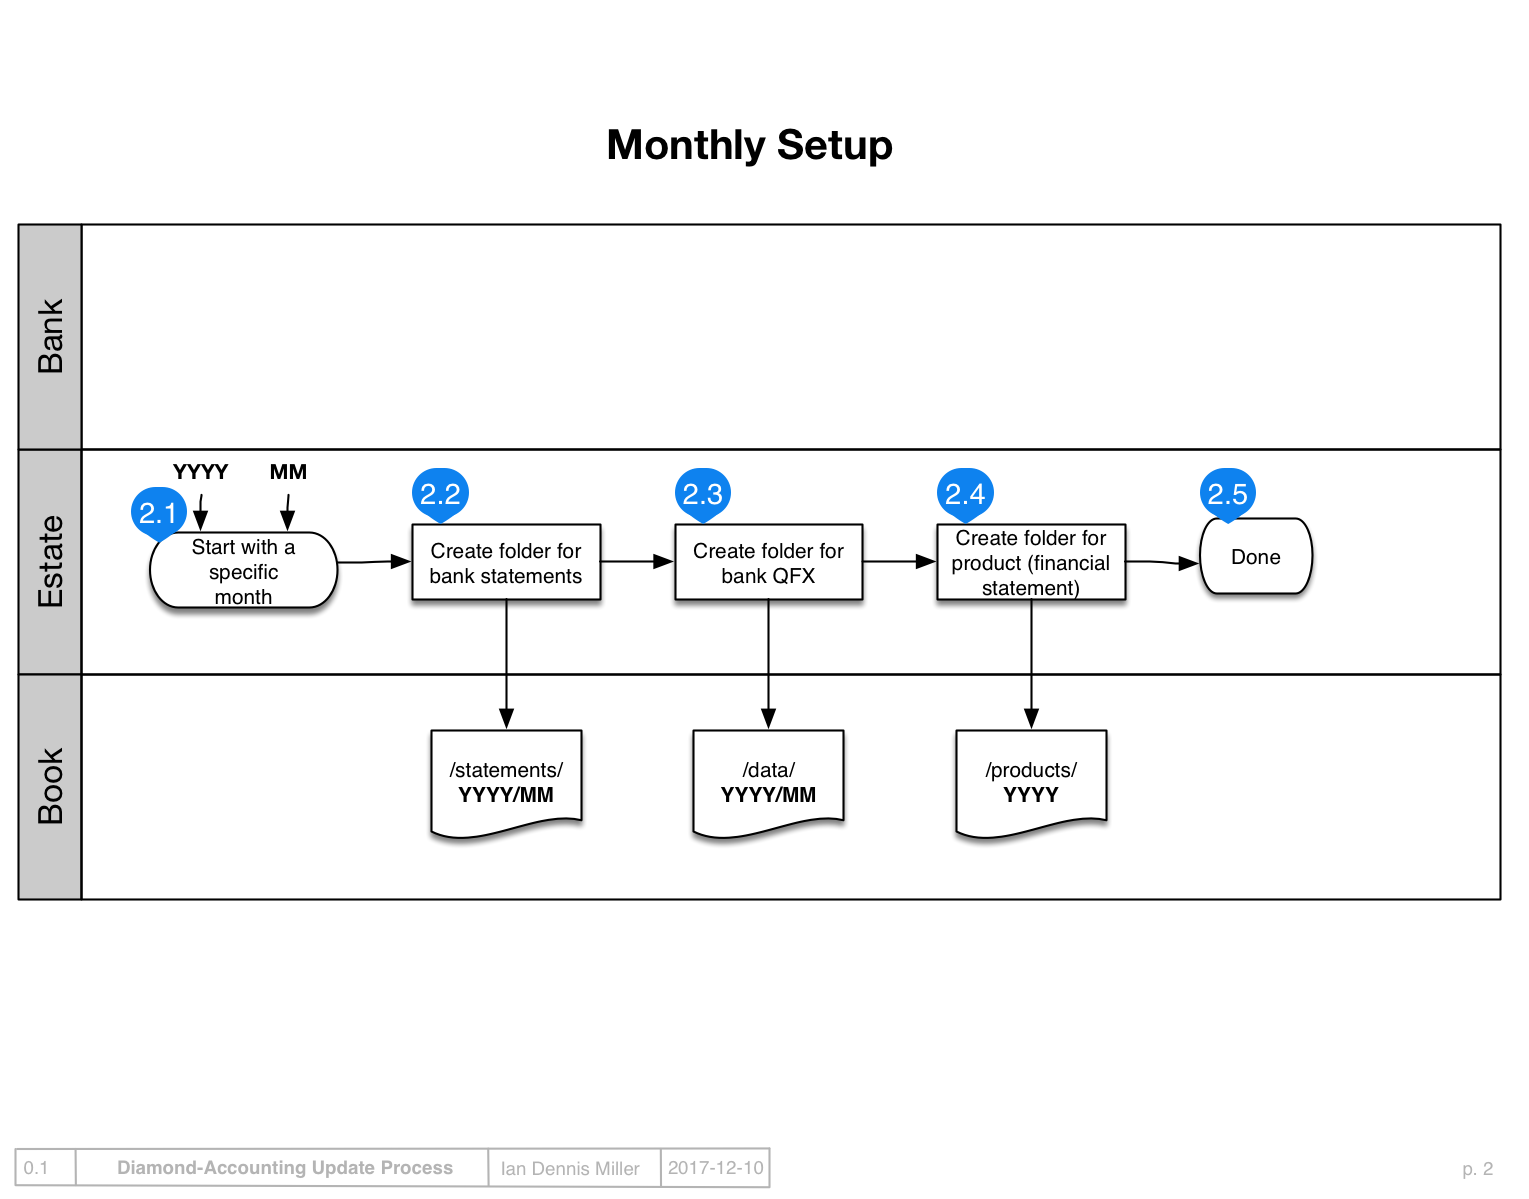 Monthly Setup
Bank
Estate
YYYY
MM
2.1
Start with a
specific
month
2.2
Create folder for
bank statements
2.3
Create folder for
bank QFX
2.4
Create folder for
product (financial
statement)
2.5
Done
Book
/statements/
YYYY/MM
/data/
YYYY/MM
/products/
YYYY
0.1
Diamond-Accounting Update Process
Ian Dennis Miller
2017-12-10
p. 2